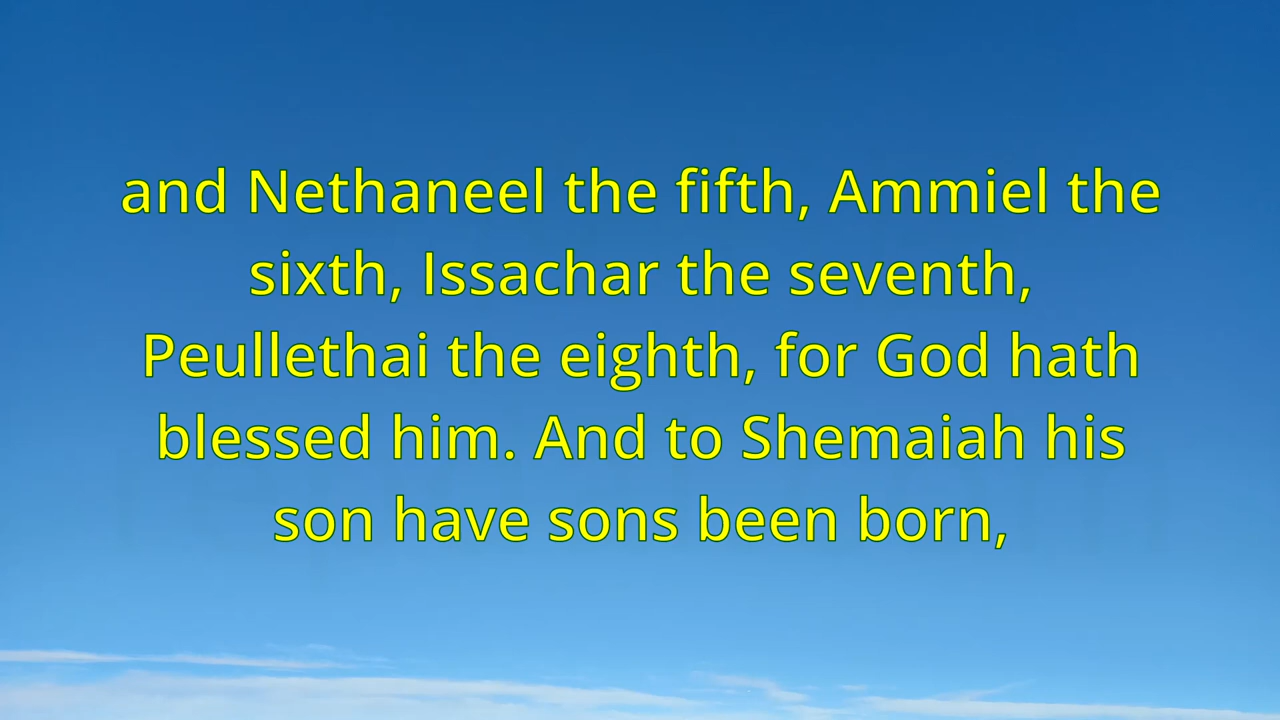 and Nethaneel the fifth, Ammiel the
sixth, Issachar the seventh,
Peullethai the eighth, for God hath
blessed him. And to Shemaiah his
son have sons been born,